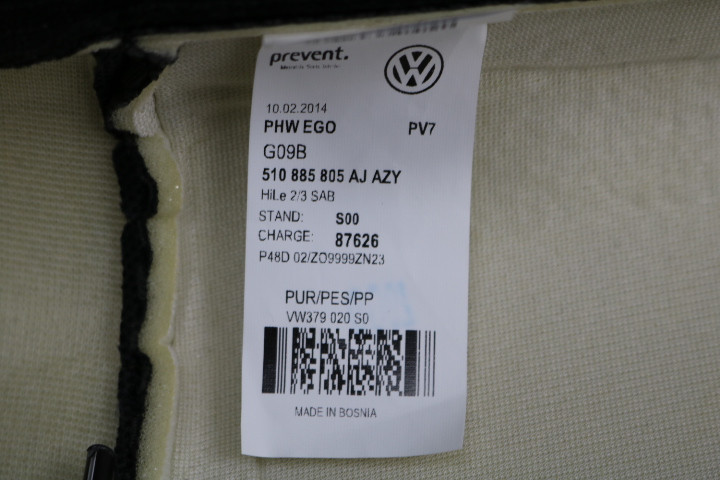 prevent.
10.02.2014
PHW EGO PV7
G09B
510 885 805 AJ AZY
HiLe 2/3 SAB
STAND: S00
CHARGE: 87626
P48D 02/ZO9999ZN23
PUR/PES/PP
VW379 020 S0
MADE IN BOSNIA